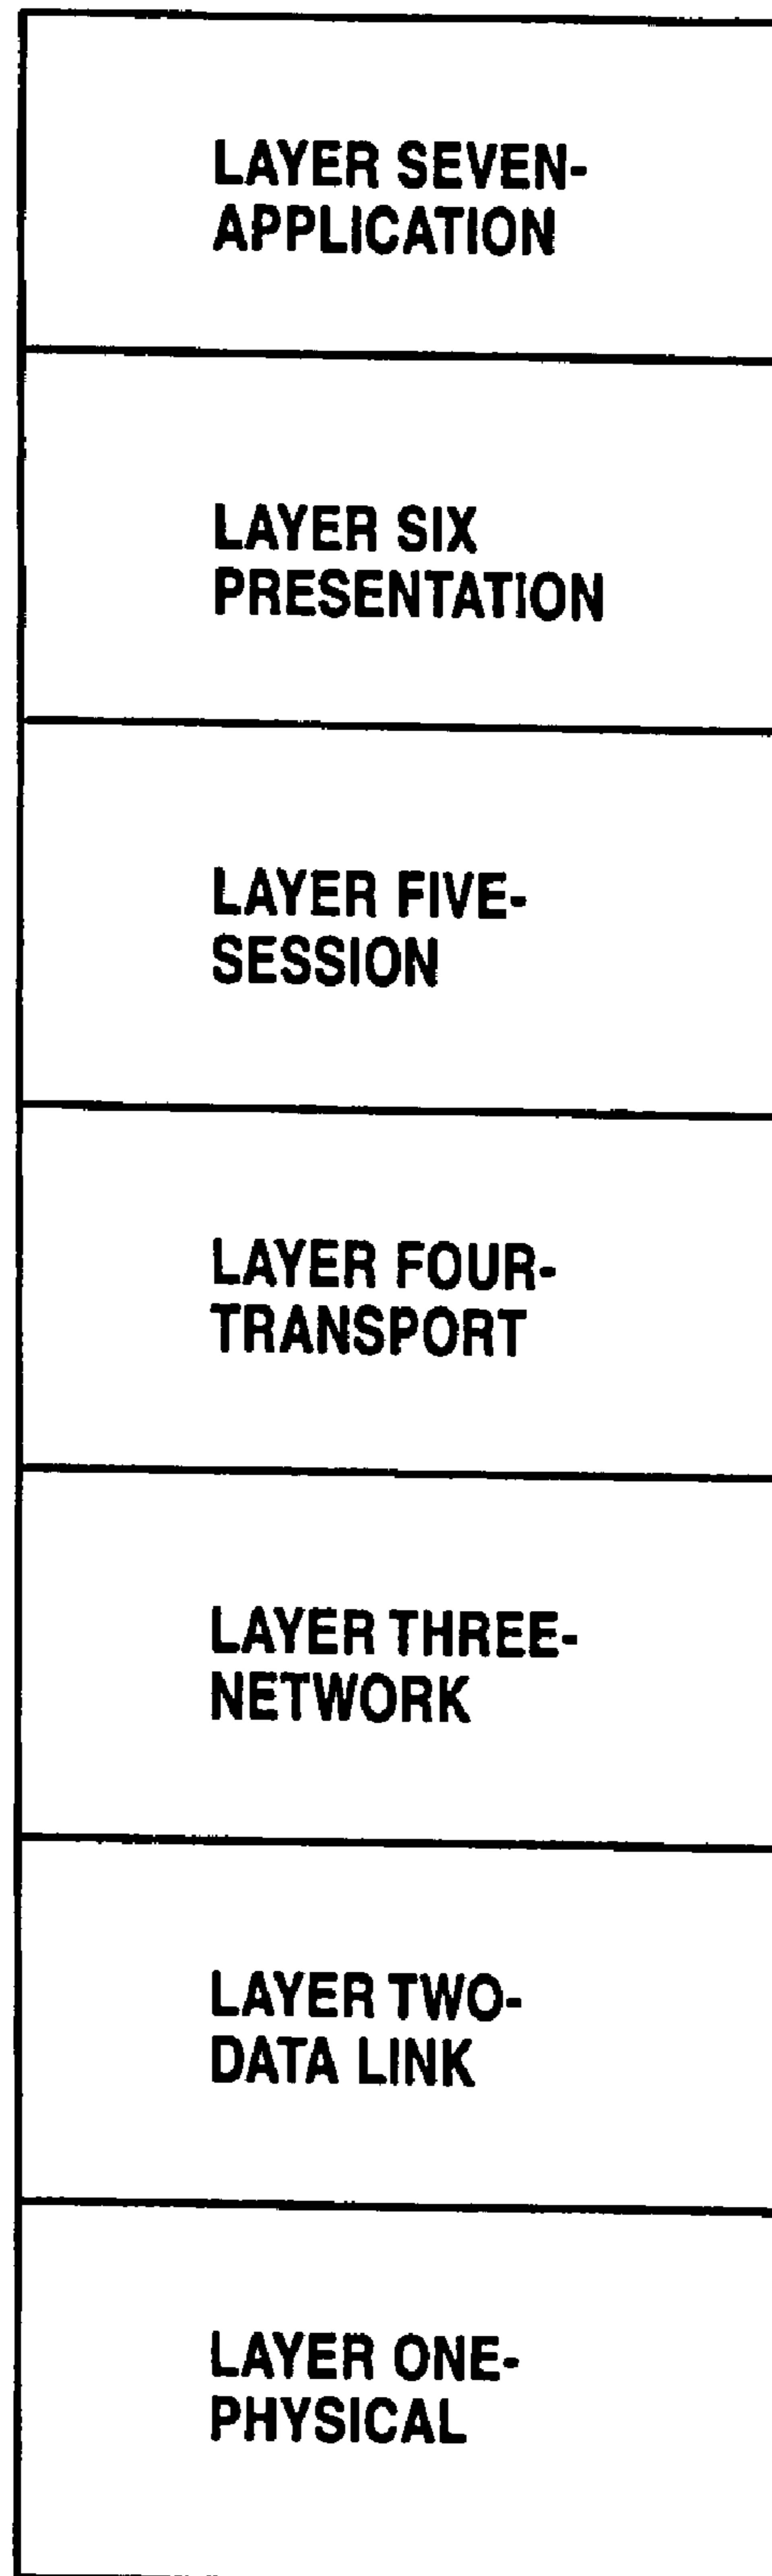 LAYER SEVEN-
APPLICATION
LAYER SIX
PRESENTATION
LAYER FIVE-
SESSION
LAYER FOUR-
TRANSPORT
LAYER THREE-
NETWORK
LAYER TWO-
DATA LINK
LAYER ONE-
PHYSICAL